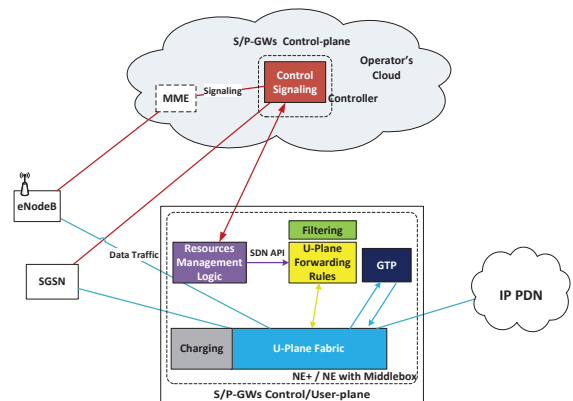 S/P-GWs Control-plane
Operator's
Cloud
Control
Signaling
MME
Signaling
Controller
eNodeB
Filtering
Data Traffic
Resources
Management
Logic
SDN API
U-Plane
Forwarding
Rules
GTP
SGSN
IP PDN
Charging
U-Plane Fabric
NE+ / NE with Middlebox
S/P-GWs Control/User-plane